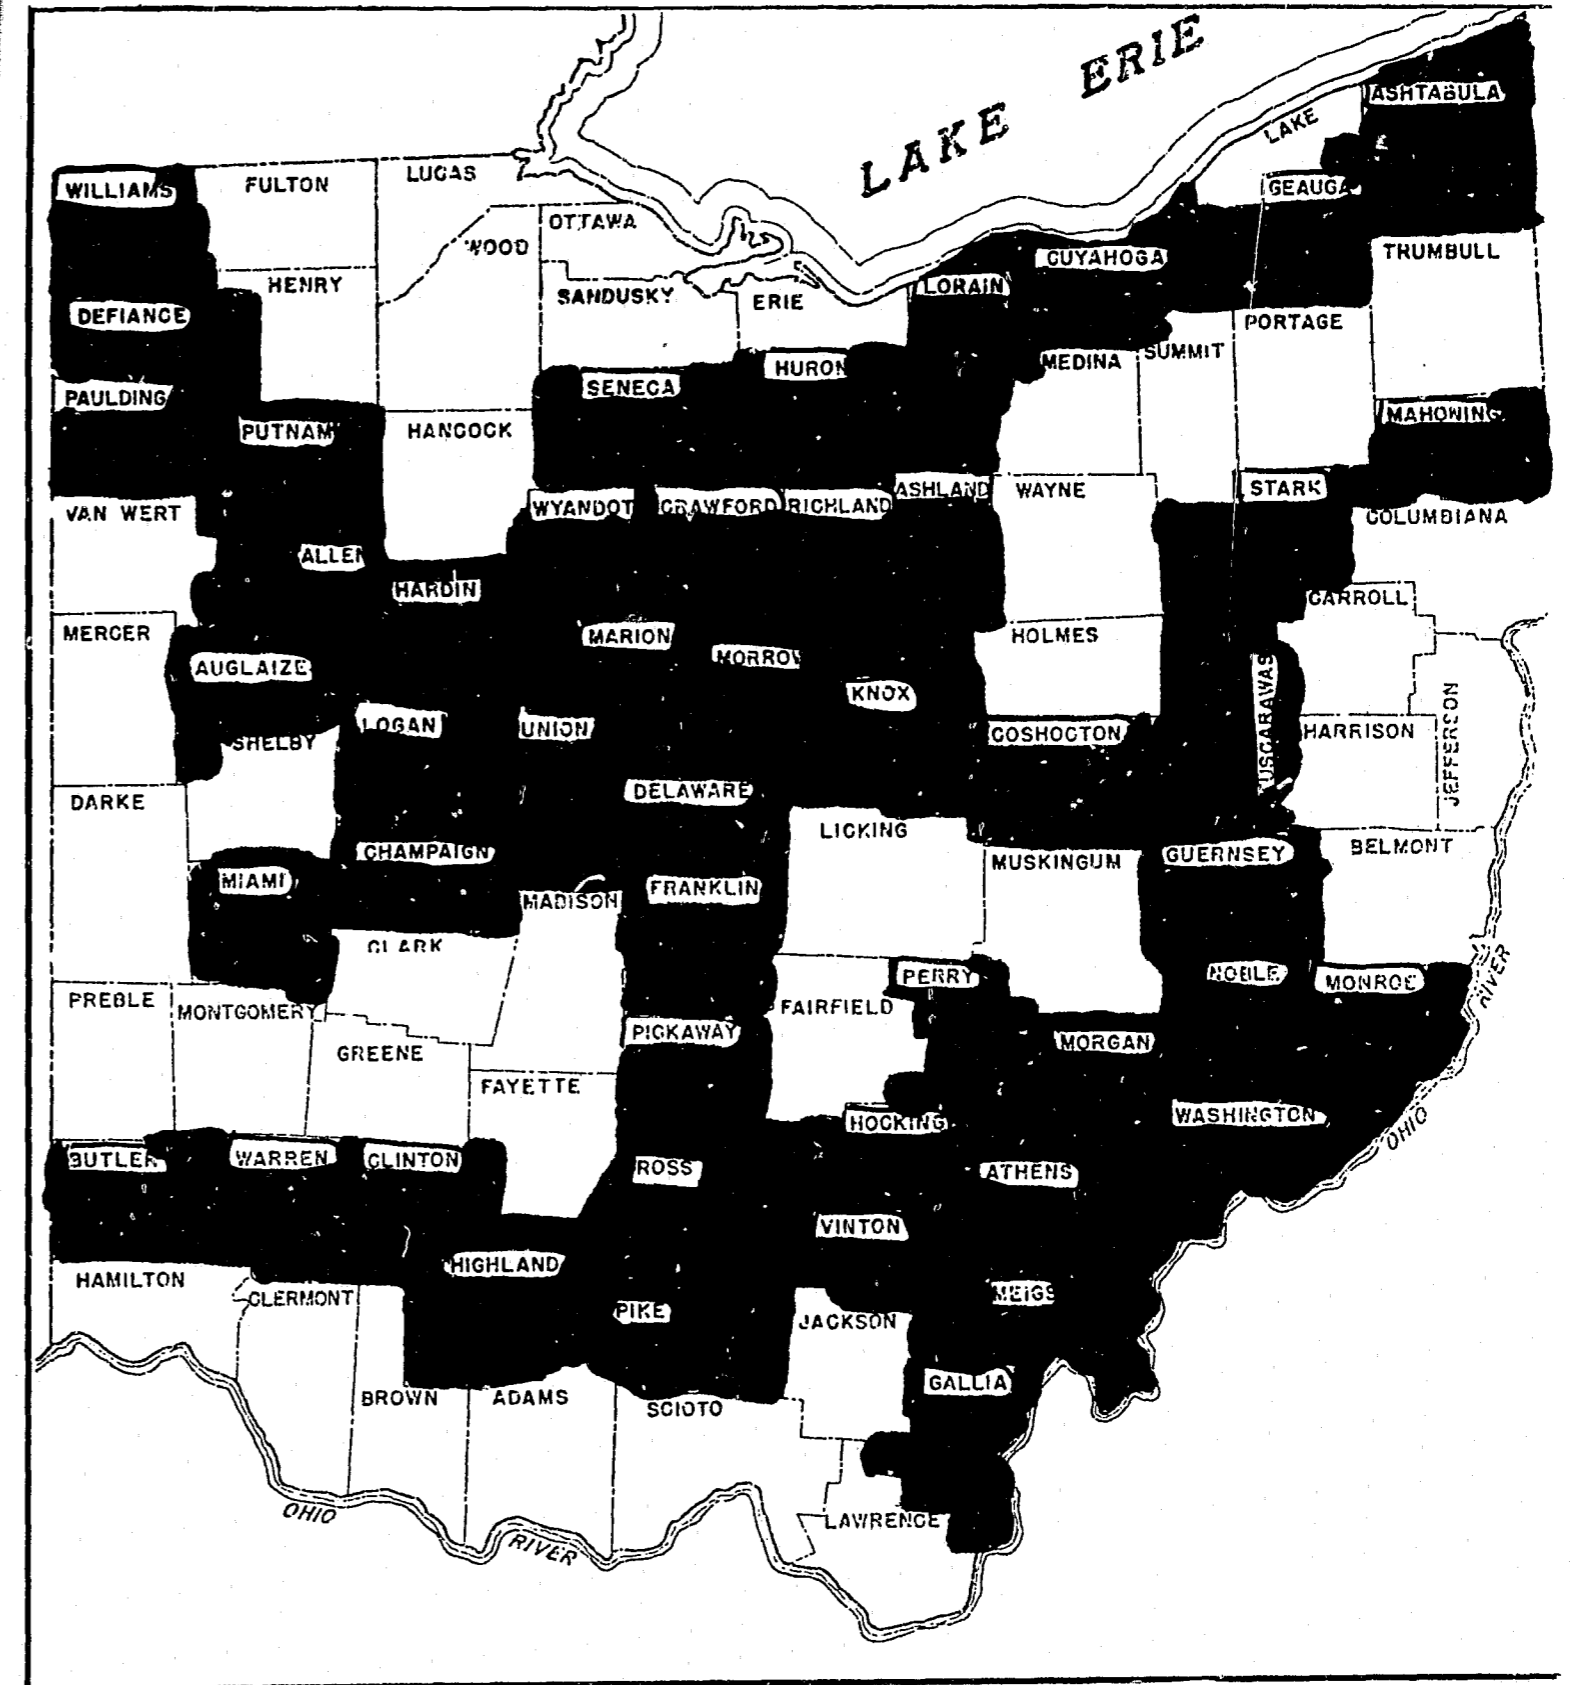 LAKE ERIE
ASHTABULA
LAKE
GEAUGA
WILLIAMS
FULTON
LUCAS
OTTAWA
WOOD
CUYAHOGA
TRUMBULL
HENRY
SANDUSKY
ERIE
LORAIN
DEFIANCE
PORTAGE
SUMMIT
MEDINA
HURON
SENECA
PAULDING
MAHONING
PUTNAM
HANCOCK
STARK
ASHLAND
WAYNE
WYANDOT
CRAWFORD
RICHLAND
VAN WERT
COLUMBIANA
ALLEN
HARDIN
CARROLL
MERCER
MARION
HOLMES
MORROW
AUGLAIZE
KNOX
TUSCARAWAS
LOGAN
UNION
COSHOCTON
HARRISON
JEFFERSON
SHELBY
DELAWARE
DARKE
LICKING
CHAMPAIGN
MUSKINGUM
GUERNSEY
BELMONT
MIAMI
FRANKLIN
MADISON
CLARK
PERRY
NOBLE
MONROE
RIVER
PREBLE
MONTGOMERY
FAIRFIELD
PICKAWAY
MORGAN
GREENE
FAYETTE
HOCKING
WASHINGTON
OHIO
BUTLER
WARREN
CLINTON
ROSS
ATHENS
VINTON
HIGHLAND
HAMILTON
CLERMONT
MEIGS
PIKE
JACKSON
GALLIA
BROWN
ADAMS
SCIOTO
OHIO
RIVER
LAWRENCE